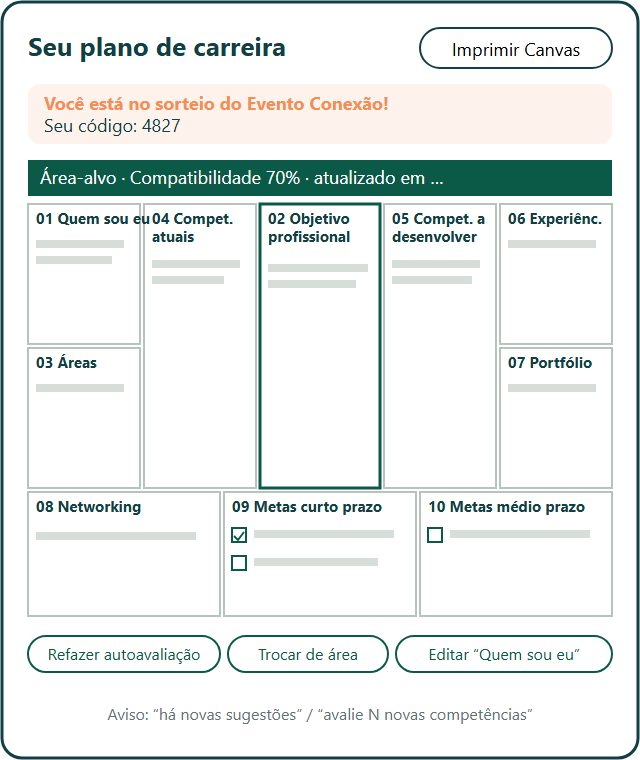 Seu plano de carreira
Imprimir Canvas
Você está no sorteio do Evento Conexão!
Seu código: 4827
Área-alvo · Compatibilidade 70% · atualizado em ...
01 Quem sou eu
04 Compet.
atuais
02 Objetivo
profissional
05 Compet. a
desenvolver
06 Experiênc.
03 Áreas
07 Portfólio
08 Networking
09 Metas curto prazo
10 Metas médio prazo
Refazer autoavaliação
Trocar de área
Editar “Quem sou eu”
Aviso: “há novas sugestões” / “avalie N novas competências”